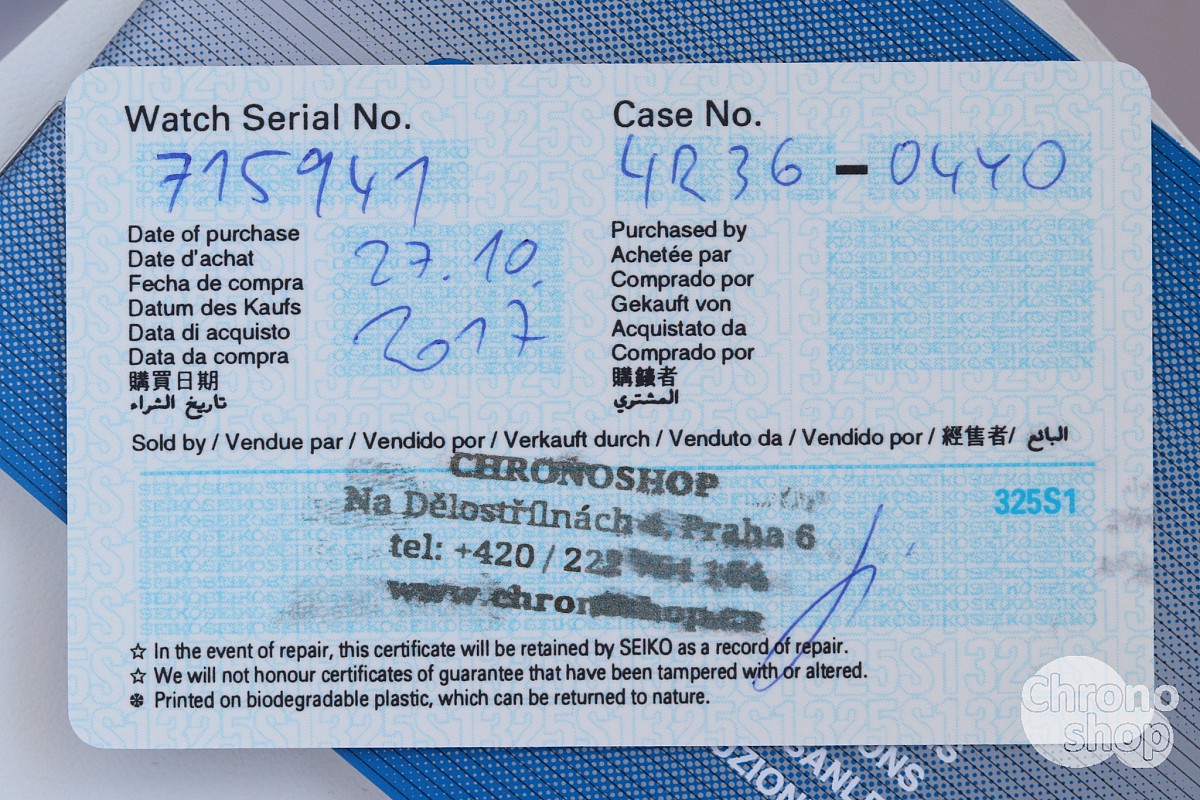 Watch Serial No.
715941
Case No.
4R36 - 04Y0
Date of purchase
Date d'achat
Fecha de compra
Datum des Kaufs
Data di acquisto
Data da compra
購買日期
تاريخ الشراء
27.10.
2017
Purchased by
Achetée par
Comprado por
Gekauft von
Acquistato da
Comprado por
購錶者
المشتري
Sold by / Vendue par / Vendido por / Verkauft durch / Venduto da / Vendido por / 經售者/ البائع
325S1
CHRONOSHOP
Na Dělostřílnách Praha 6
tel: +420 /
www.chronoshop.cz
☆ In the event of repair, this certificate will be retained by SEIKO as a record of repair.
☆ We will not honour certificates of guarantee that have been tampered with or altered.
✽ Printed on biodegradable plastic, which can be returned to nature.
Chrono
shop